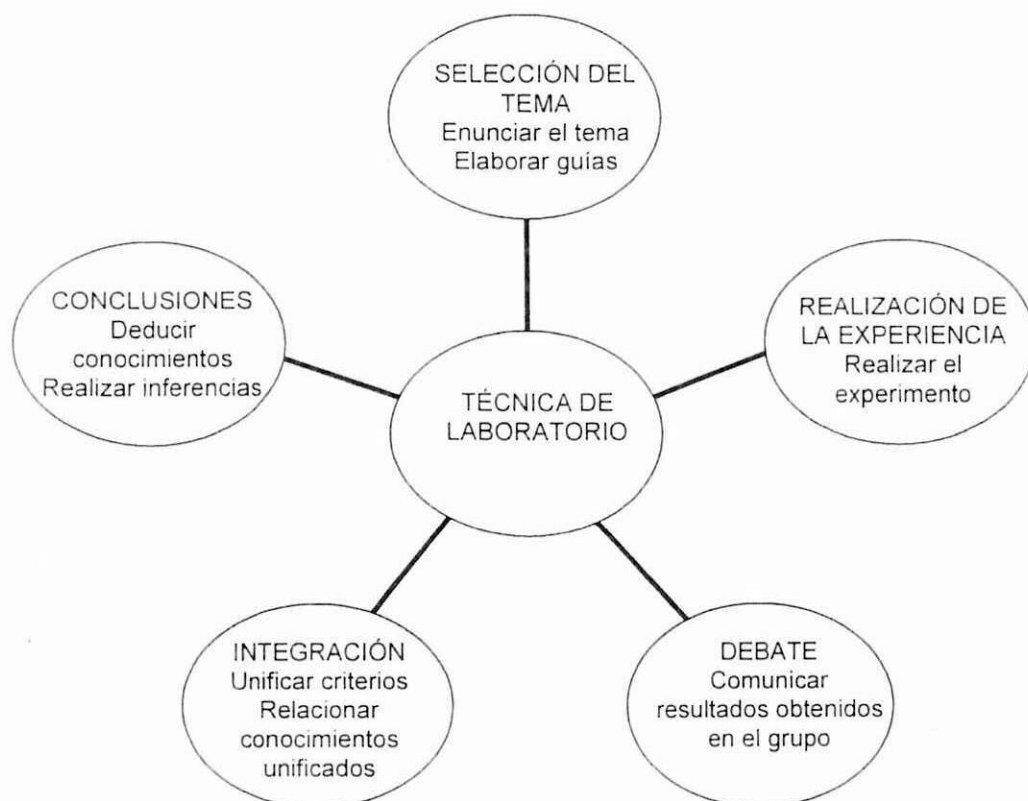 SELECCIÓN DEL
TEMA
Enunciar el tema
Elaborar guías
REALIZACIÓN DE
LA EXPERIENCIA
Realizar el
experimento
DEBATE
Comunicar
resultados obtenidos
en el grupo
INTEGRACIÓN
Unificar criterios
Relacionar
conocimientos
unificados
CONCLUSIONES
Deducir
conocimientos
Realizar inferencias
TÉCNICA DE
LABORATORIO